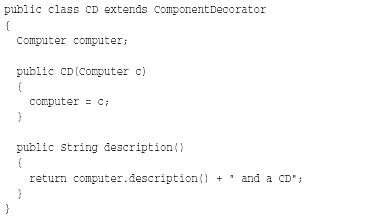 public class CD extends ComponentDecorator
{
  Computer computer;

  public CD(Computer c)
  {
    computer = c;
  }

  public String description()
  {
    return computer.description() + " and a CD";
  }
}